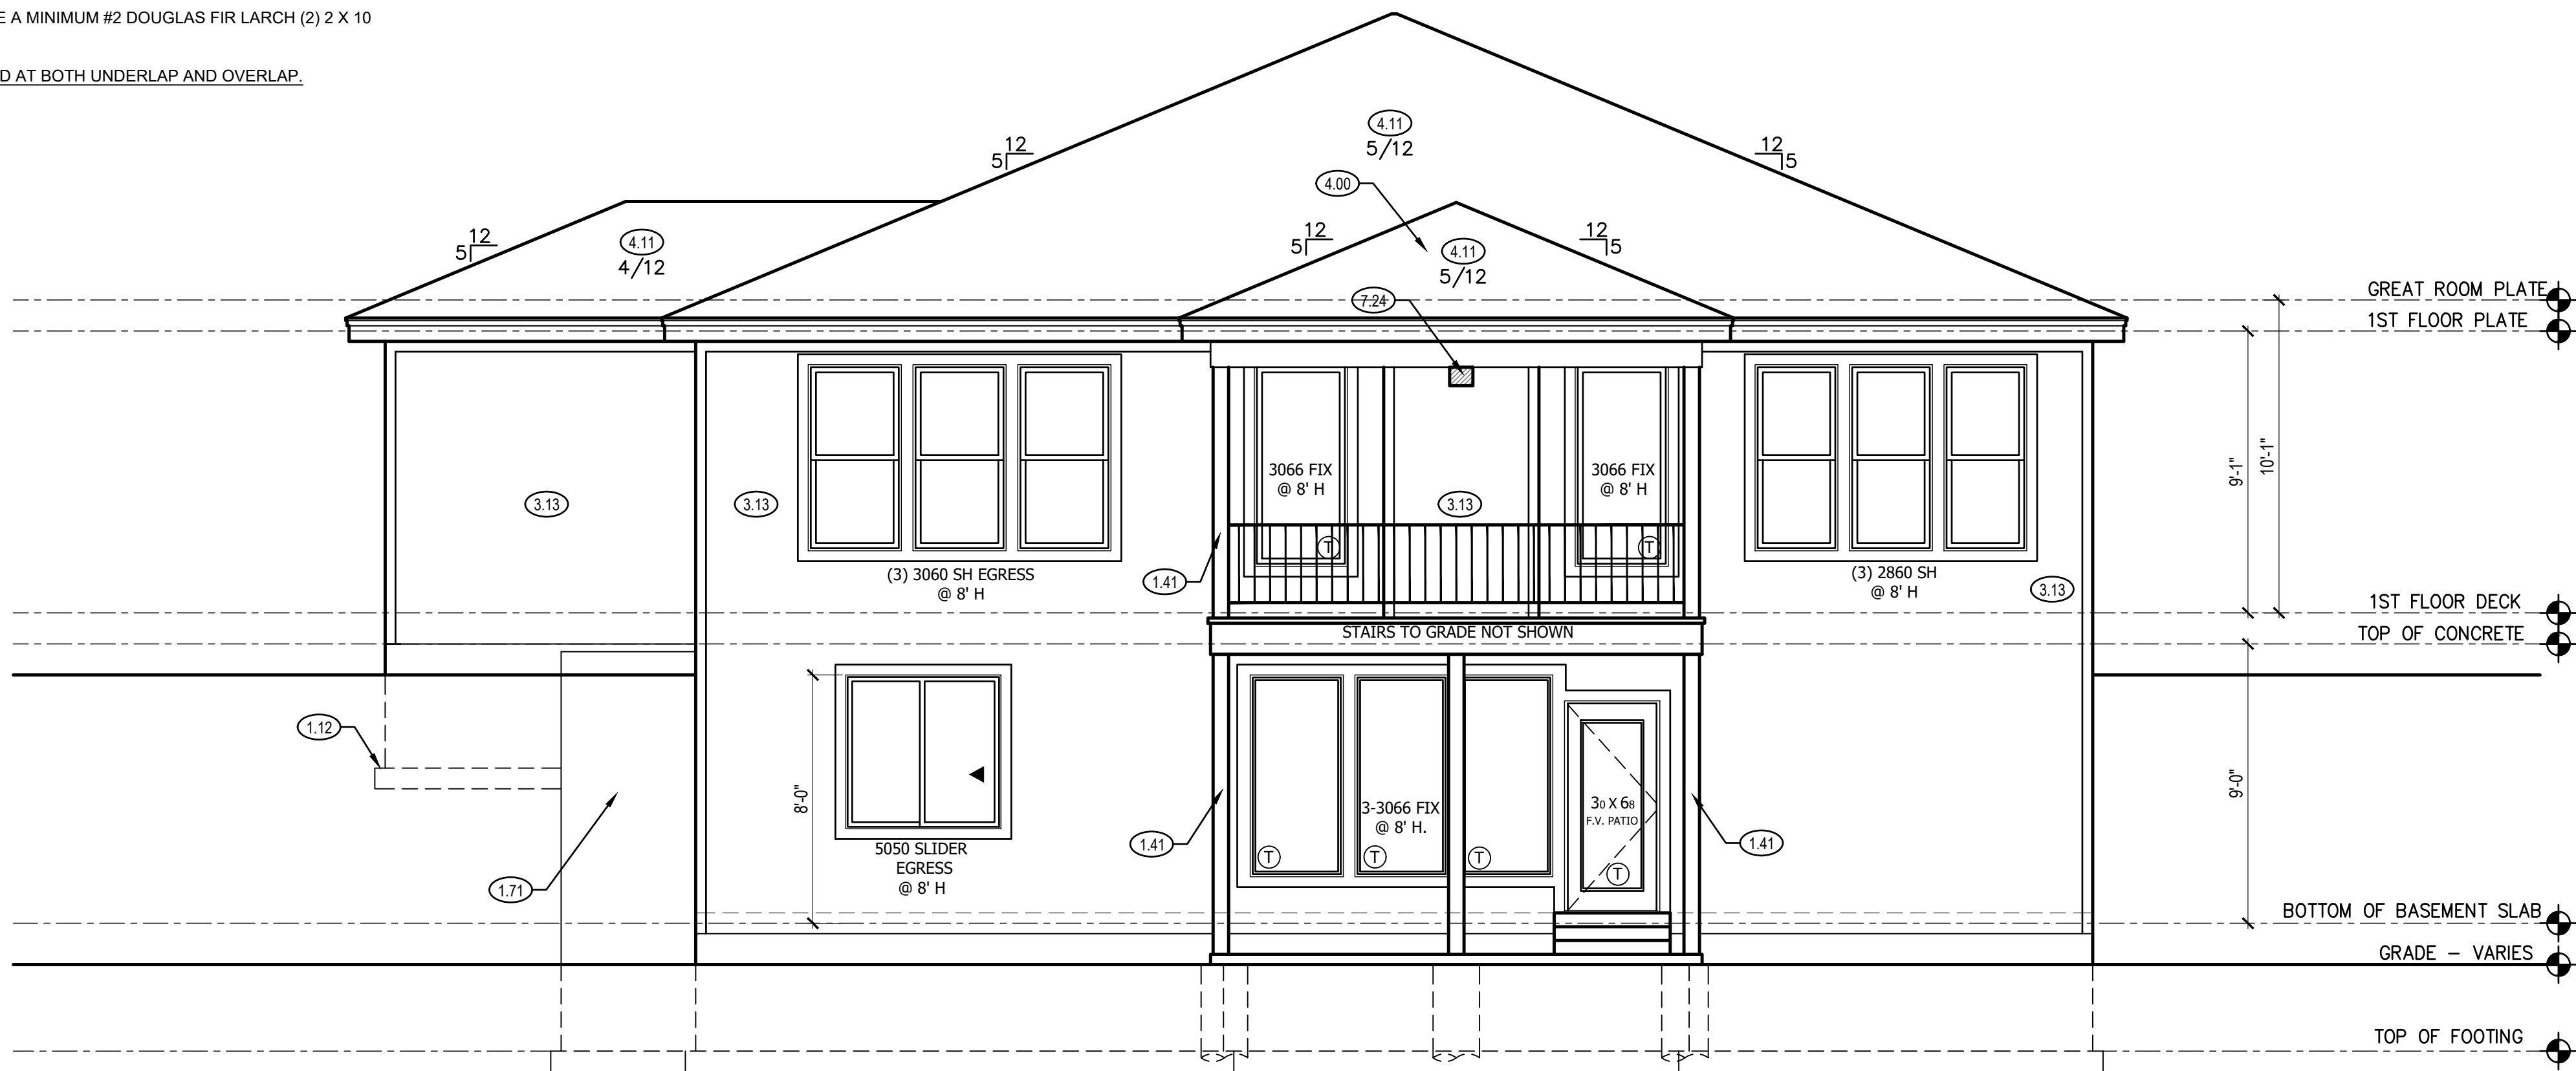 E A MINIMUM #2 DOUGLAS FIR LARCH (2) 2 X 10
D AT BOTH UNDERLAP AND OVERLAP.
4.11
5/12
12
5
12
5
4.00
12
5
4.11
4/12
12
5
4.11
5/12
12
5
7.24
GREAT ROOM PLATE
1ST FLOOR PLATE
3066 FIX
@ 8' H
3066 FIX
@ 8' H
9'-1"
10'-1"
3.13
3.13
3.13
T
T
(3) 3060 SH EGRESS
@ 8' H
1.41
(3) 2860 SH
@ 8' H
3.13
1ST FLOOR DECK
STAIRS TO GRADE NOT SHOWN
TOP OF CONCRETE
1.12
8'-0"
9'-0"
3-3066 FIX
@ 8' H.
30 X 68
F.V. PATIO
1.41
1.41
5050 SLIDER
EGRESS
@ 8' H
T
T
T
T
1.71
BOTTOM OF BASEMENT SLAB
GRADE – VARIES
TOP OF FOOTING